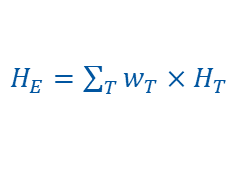 H_E = ∑_T w_T × H_T